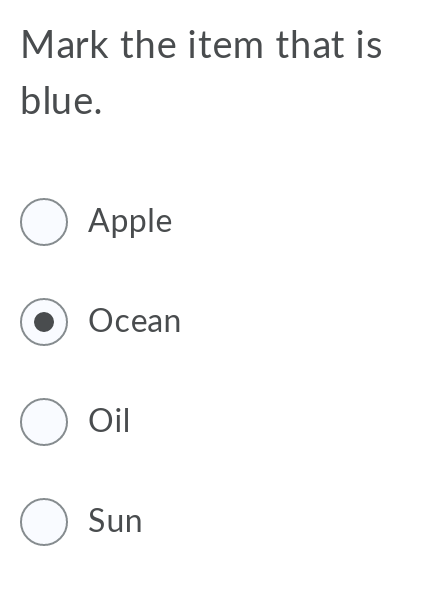 Mark the item that is
blue.
Apple
Ocean
Oil
Sun